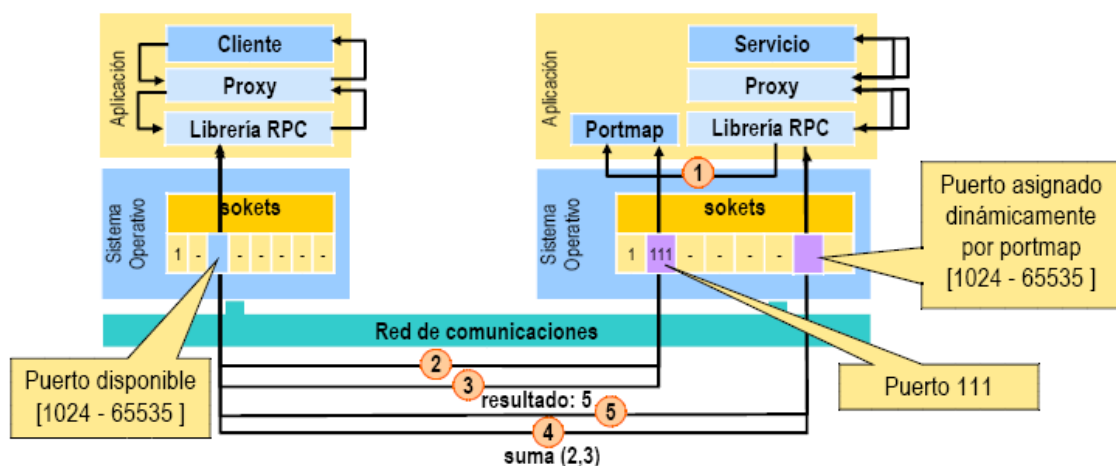 Aplicación
Cliente
Proxy
Librería RPC
Sistema
Operativo
sokets
1 - - - - - -
Aplicación
Servicio
Proxy
Portmap
Librería RPC
1
Sistema
Operativo
sokets
1 111 - - - -
Puerto asignado
dinámicamente
por portmap
[1024 - 65535 ]
Red de comunicaciones
2
3
resultado: 5
5
4
suma (2,3)
Puerto disponible
[1024 - 65535 ]
Puerto 111